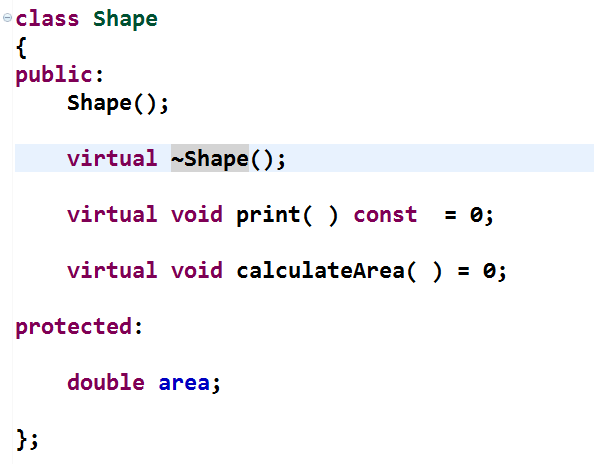 class Shape
{
public:
Shape();
virtual ~Shape();
virtual void print( ) const  = 0;
virtual void calculateArea( ) = 0;
protected:
double area;
};